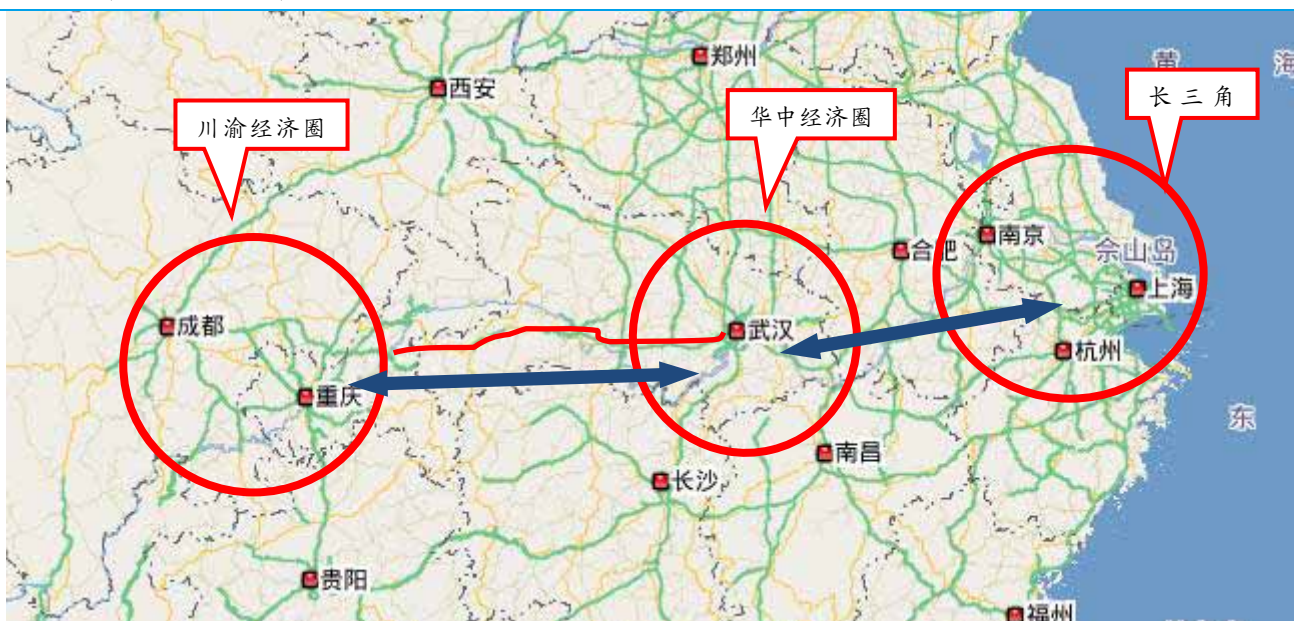 郑州
黄海
西安
长三角
川渝经济圈
华中经济圈
南京
合肥
佘山岛
上海
成都
武汉
杭州
重庆
东
南昌
长沙
贵阳
福州